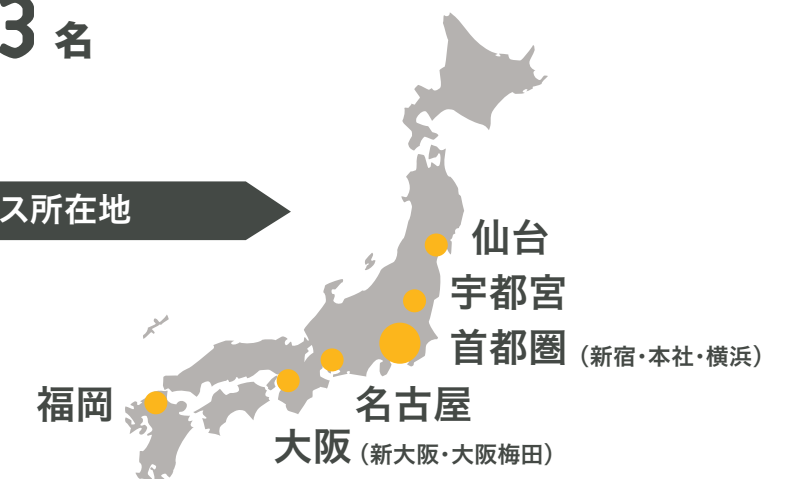 3 名
ス所在地
仙台
宇都宮
首都圏（新宿・本社・横浜）
福岡
名古屋
大阪（新大阪・大阪梅田）